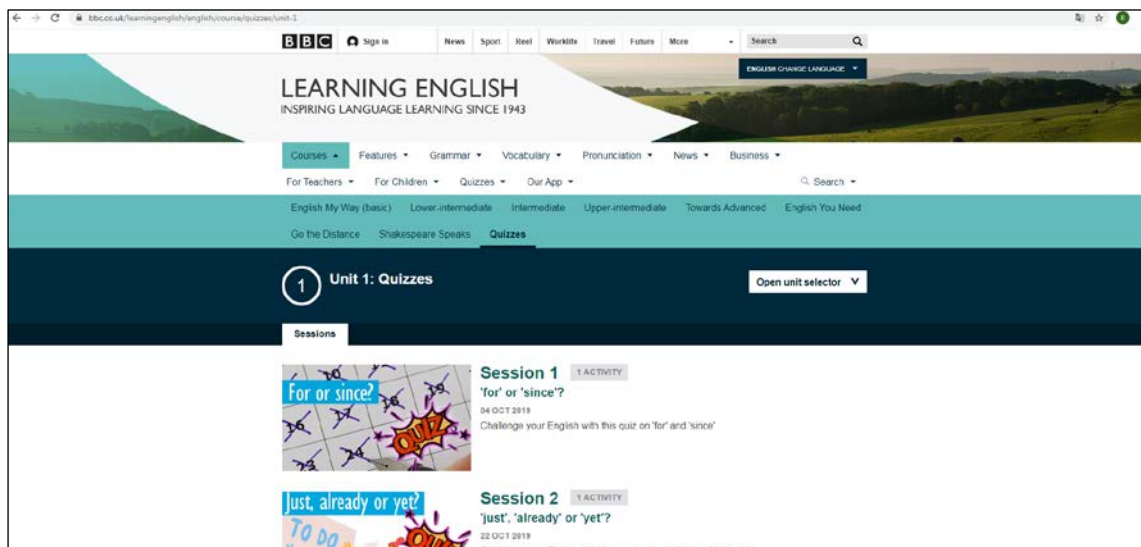 bbc.co.uk/learningenglish/english/course/quizzes/unit-1
BBC Sign in News Sport Reel Worklife Travel Future More Search
ENGLISH CHANGE LANGUAGE
LEARNING ENGLISH
INSPIRING LANGUAGE LEARNING SINCE 1943
Courses Features Grammar Vocabulary Pronunciation News Business
For Teachers For Children Quizzes Our App Search
English My Way (basic) Lower-intermediate Intermediate Upper-intermediate Towards Advanced English You Need
Go the Distance Shakespeare Speaks Quizzes
1 Unit 1: Quizzes Open unit selector
Sessions
For or since?
16 17 18 19
23 24
QUIZ
Session 1 1 ACTIVITY
'for' or 'since'?
04 OCT 2019
Challenge your English with this quiz on 'for' and 'since'
Just, already or yet?
TO DO
Session 2 1 ACTIVITY
'just', 'already' or 'yet'?
22 OCT 2019